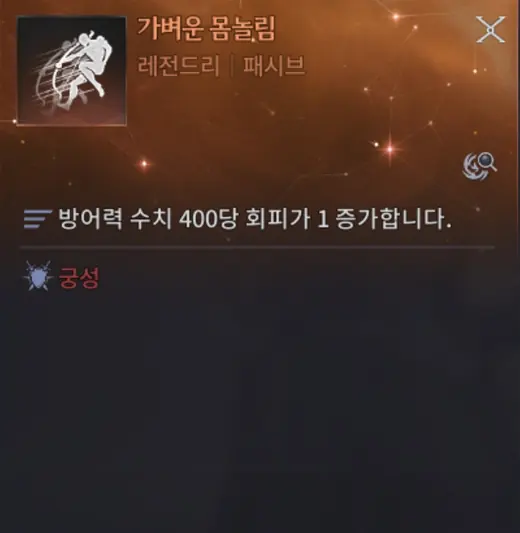 가벼운 몸놀림
레전드리 | 패시브
방어력 수치 400당 회피가 1 증가합니다.
궁성